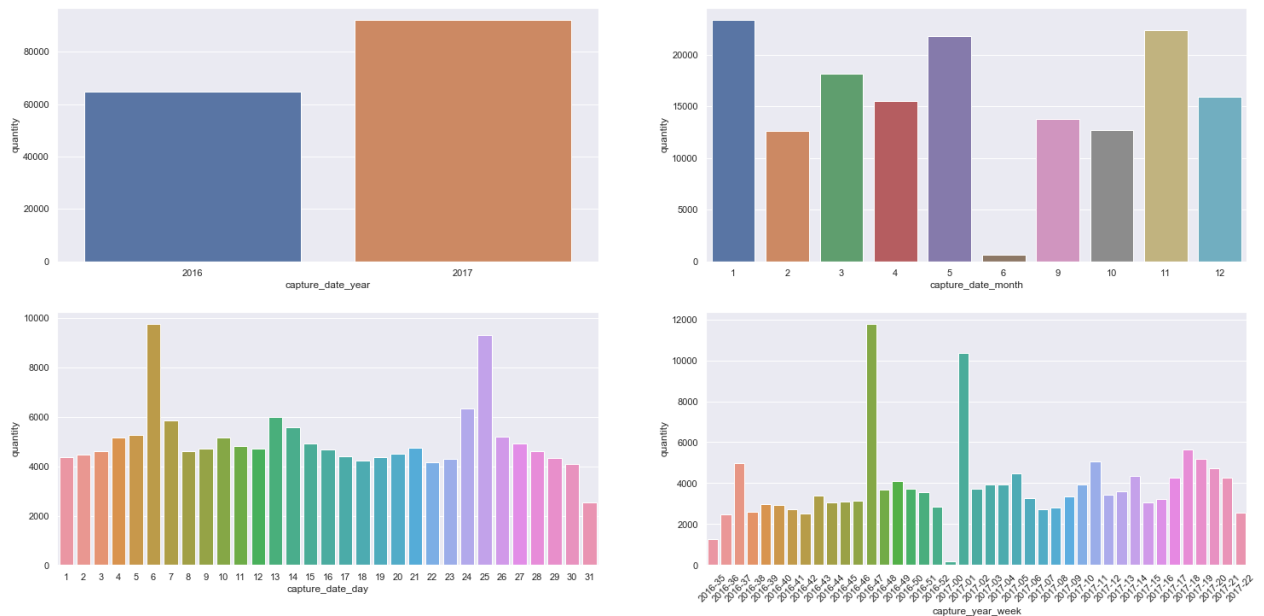 80000
60000
40000
20000
0
quantity
2016 2017
capture_date_year
20000
15000
10000
5000
0
quantity
1 2 3 4 5 6 9 10 11 12
capture_date_month
10000
8000
6000
4000
2000
0
quantity
1 2 3 4 5 6 7 8 9 10 11 12 13 14 15 16 17 18 19 20 21 22 23 24 25 26 27 28 29 30 31
capture_date_day
12000
10000
8000
6000
4000
2000
0
quantity
2016-35 2016-36 2016-37 2016-38 2016-39 2016-40 2016-41 2016-42 2016-43 2016-44 2016-45 2016-46 2016-47 2016-48 2016-49 2016-50 2016-51 2016-52 2017-00 2017-01 2017-02 2017-03 2017-04 2017-05 2017-06 2017-07 2017-08 2017-09 2017-10 2017-11 2017-12 2017-13 2017-14 2017-15 2017-16 2017-17 2017-18 2017-19 2017-20 2017-21 2017-22
capture_year_week